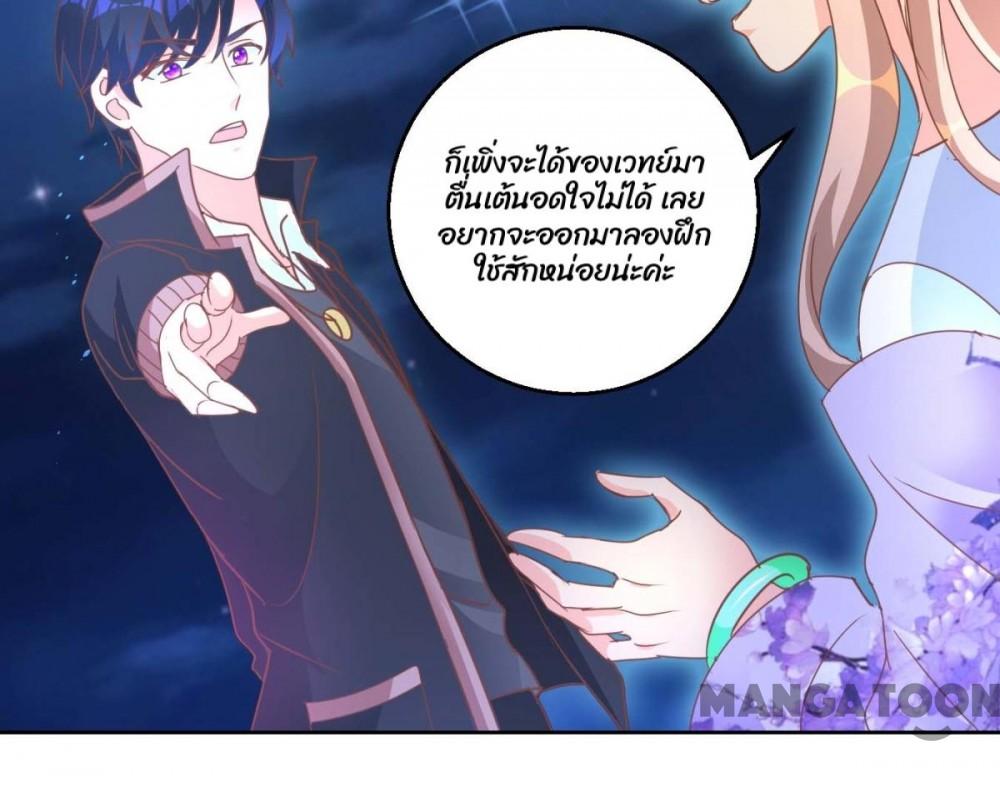 ก็เพิ่งจะได้ของเวทย์มา
ตื่นเต้นอดใจไม่ได้ เลย
อยากจะออกมาลองฝึก
ใช้สักหน่อยน่ะค่ะ
MANGATOON